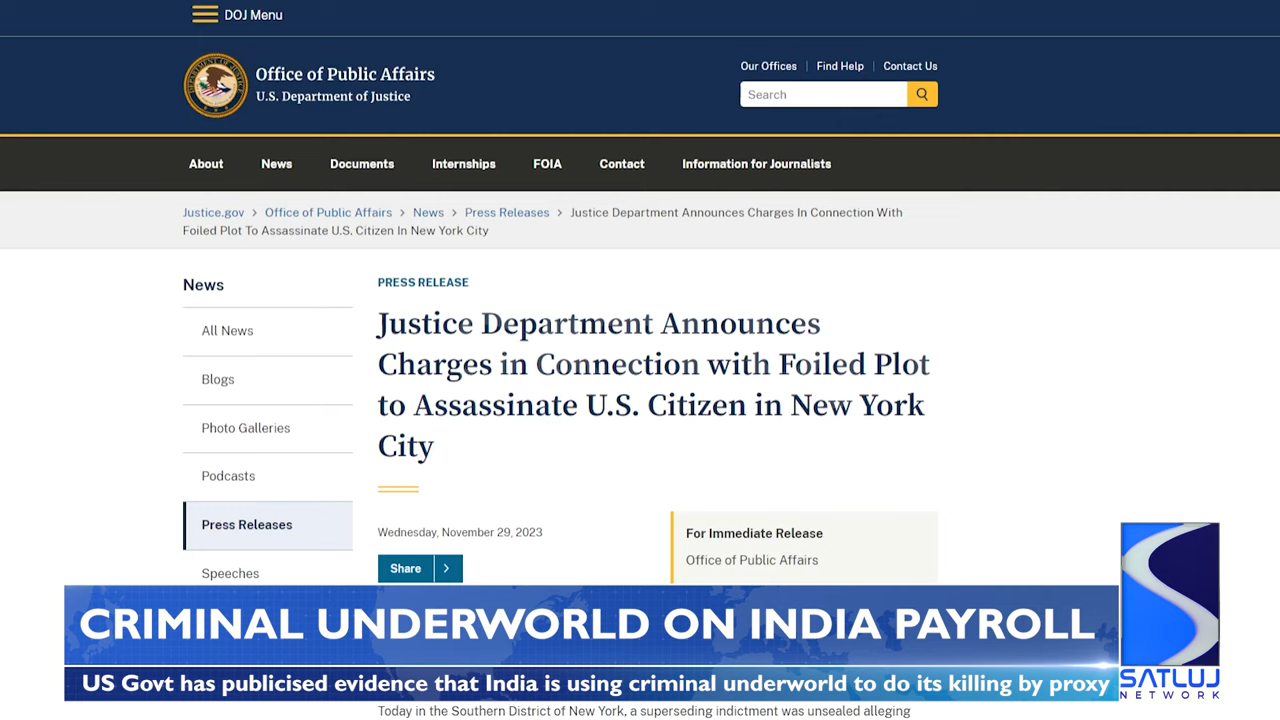 DOJ Menu
Office of Public Affairs
U.S. Department of Justice
Our Offices
Find Help
Contact Us
Search
About
News
Documents
Internships
FOIA
Contact
Information for Journalists
Justice.gov > Office of Public Affairs > News > Press Releases > Justice Department Announces Charges In Connection With
Foiled Plot To Assassinate U.S. Citizen In New York City
News
All News
Blogs
Photo Galleries
Podcasts
Press Releases
Speeches
PRESS RELEASE
Justice Department Announces
Charges in Connection with Foiled Plot
to Assassinate U.S. Citizen in New York
City
Wednesday, November 29, 2023
Share >
For Immediate Release
Office of Public Affairs
CRIMINAL UNDERWORLD ON INDIA PAYROLL
US Govt has publicised evidence that India is using criminal underworld to do its killing by proxy
SATLUJ
NETWORK
Today in the Southern District of New York, a superseding indictment was unsealed alleging